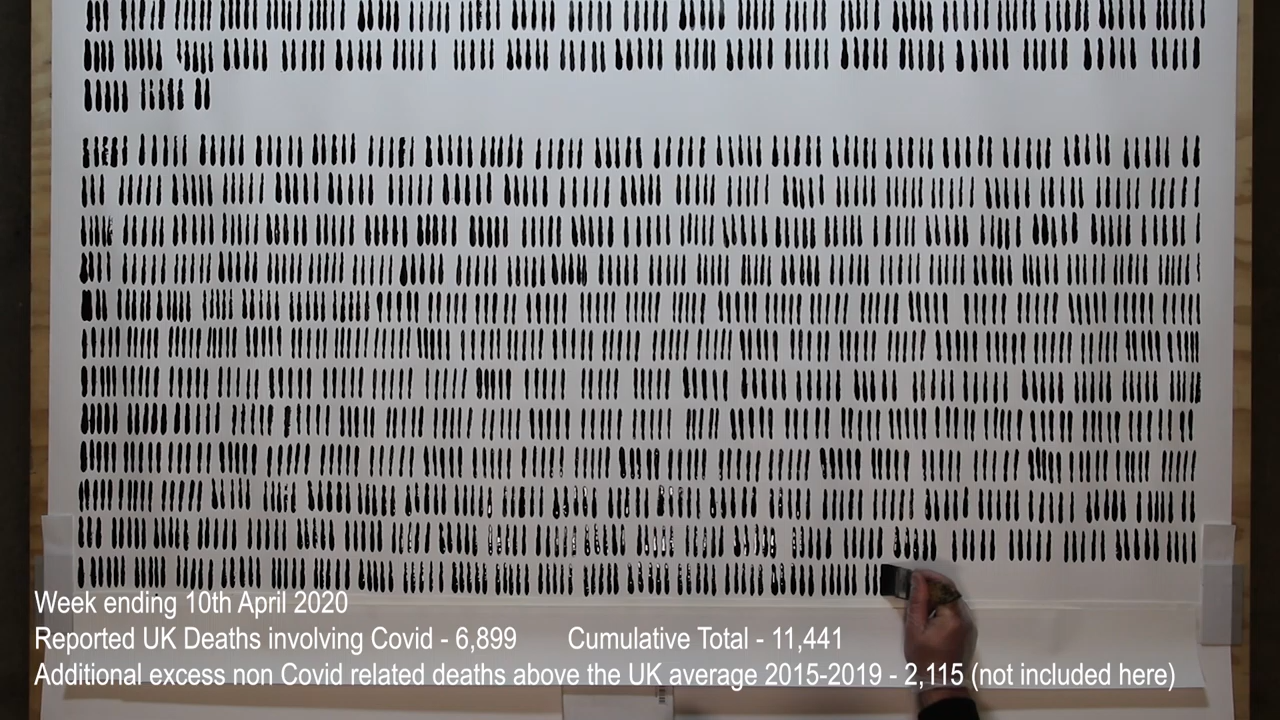 Week ending 10th April 2020
Reported UK Deaths involving Covid - 6,899 Cumulative Total - 11,441
Additional excess non Covid related deaths above the UK average 2015-2019 - 2,115 (not included here)